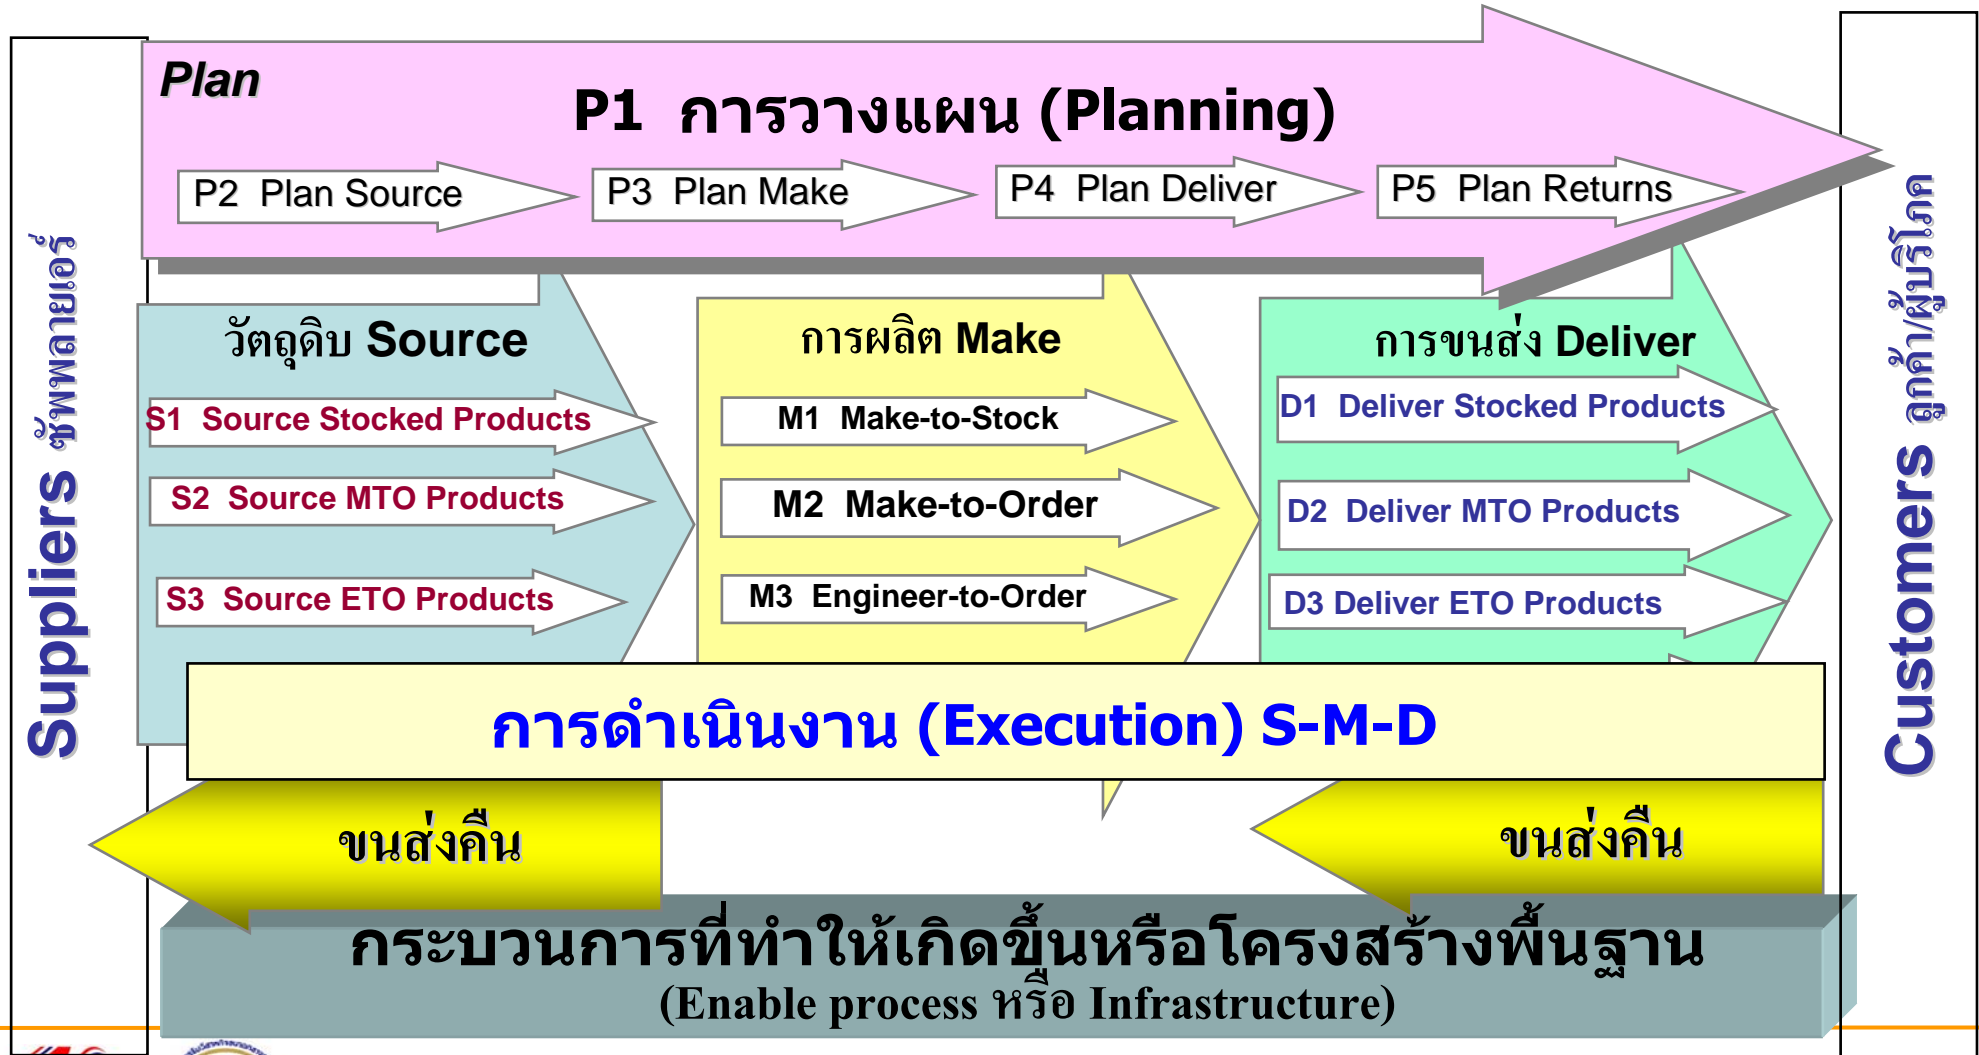 Plan
P1 การวางแผน (Planning)
P2 Plan Source
P3 Plan Make
P4 Plan Deliver
P5 Plan Returns
Suppliers ซัพพลายเออร์
วัตถุดิบ Source
S1 Source Stocked Products
S2 Source MTO Products
S3 Source ETO Products
การผลิต Make
M1 Make-to-Stock
M2 Make-to-Order
M3 Engineer-to-Order
การขนส่ง Deliver
D1 Deliver Stocked Products
D2 Deliver MTO Products
D3 Deliver ETO Products
Customers ลูกค้า/ผู้บริโภค
การดำเนินงาน (Execution) S-M-D
ขนส่งคืน
ขนส่งคืน
กระบวนการที่ทำให้เกิดขึ้นหรือโครงสร้างพื้นฐาน
(Enable process หรือ Infrastructure)